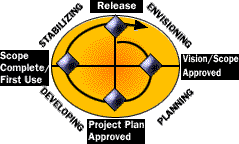 Release
STABILIZING
ENVISIONING
Scope
Complete/
First Use
Vision/Scope
Approved
DEVELOPING
PLANNING
Project Plan
Approved